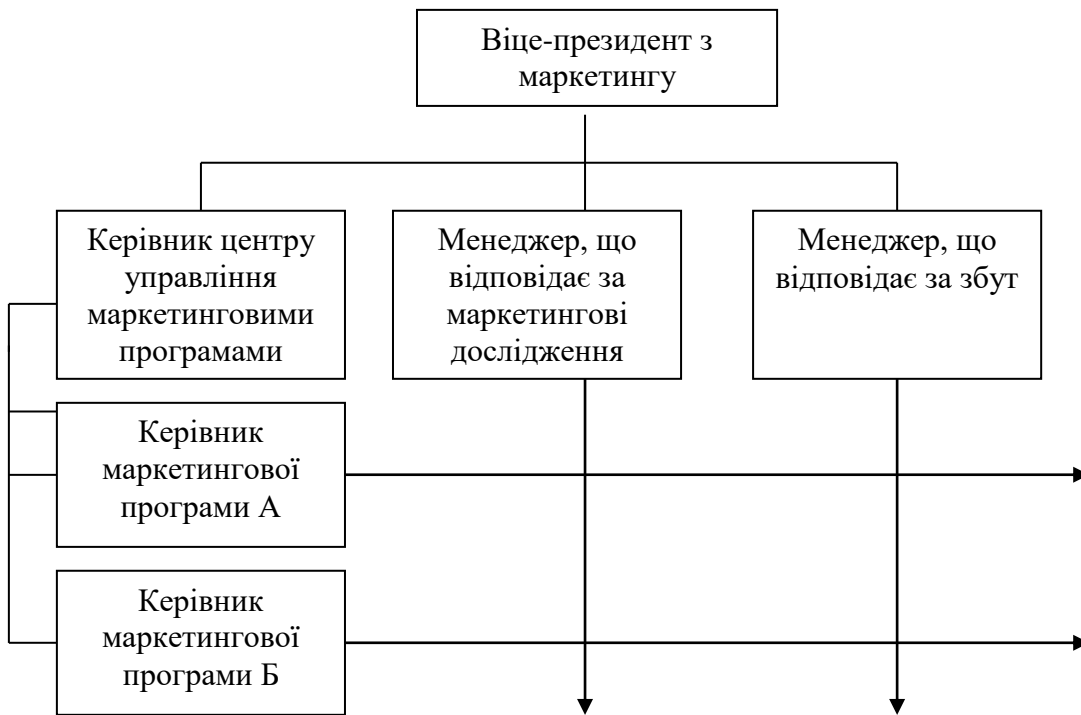 Віце-президент з
маркетингу
Керівник центру
управління
маркетинговими
програмами
Менеджер, що
відповідає за
маркетингові
дослідження
Менеджер, що
відповідає за збут
Керівник
маркетингової
програми А
Керівник
маркетингової
програми Б